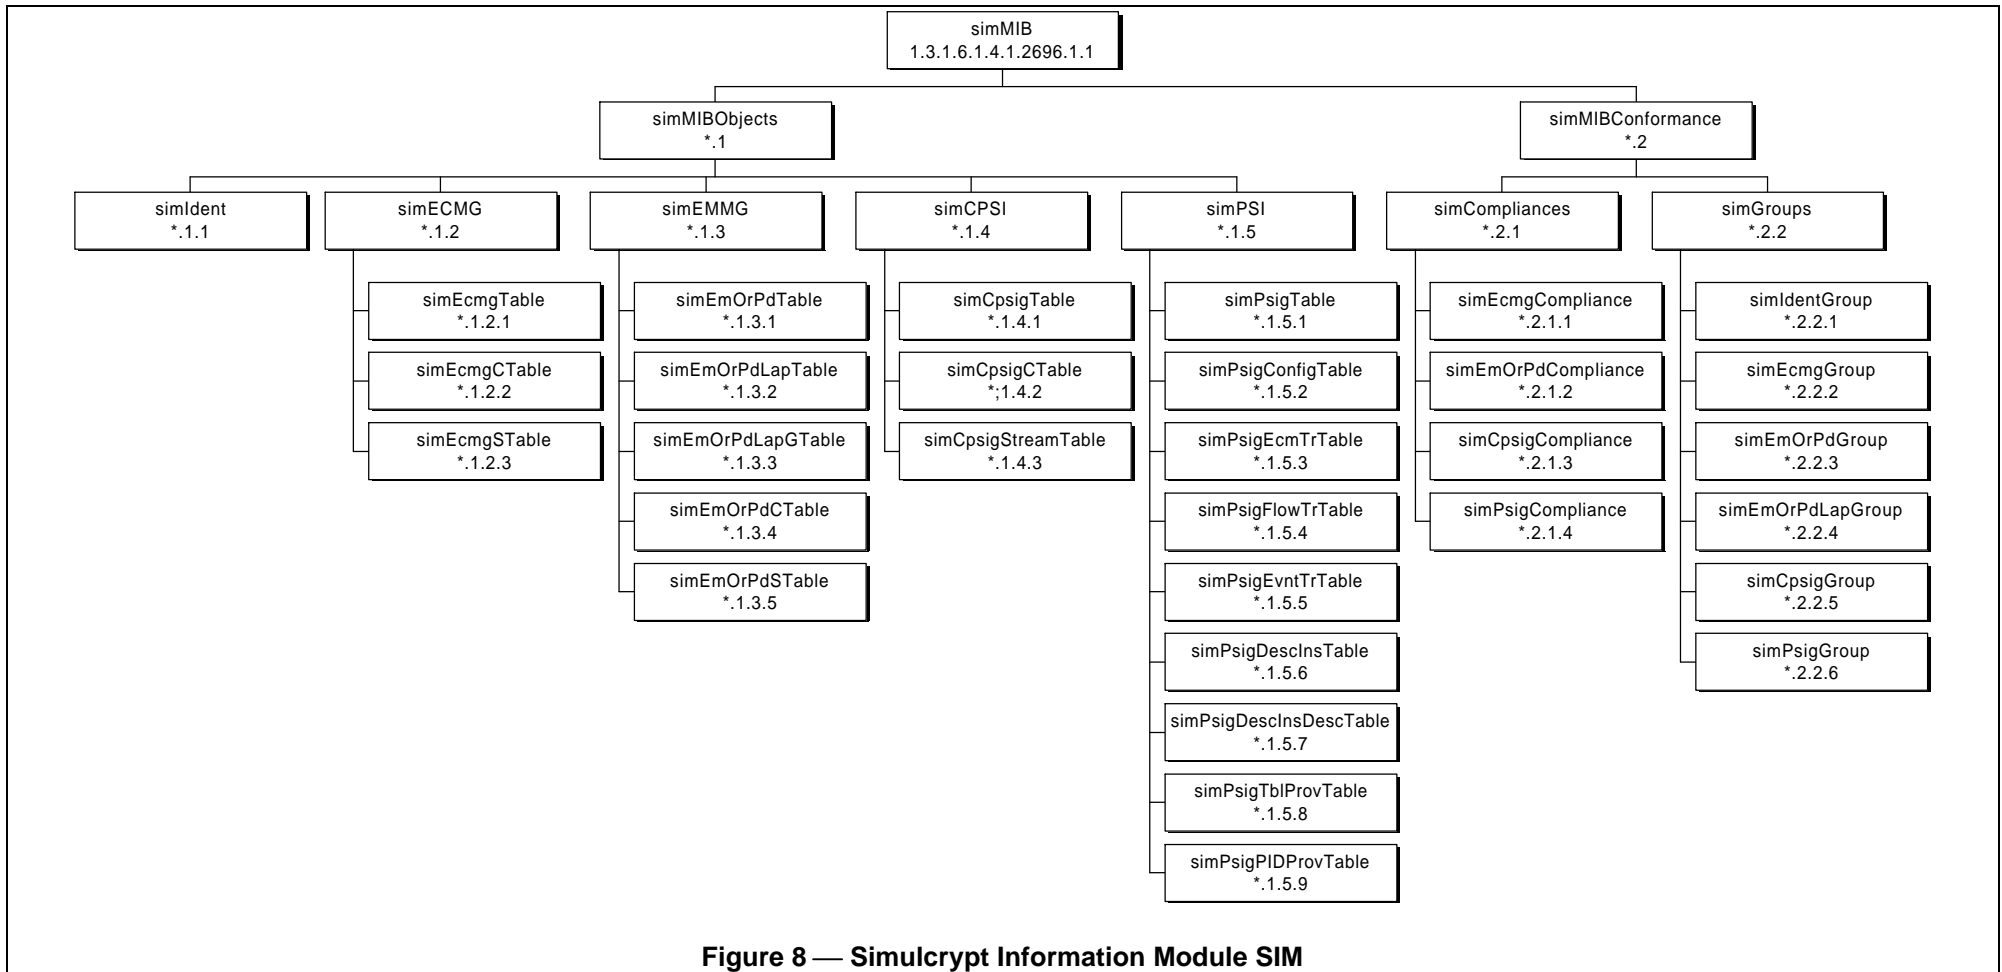 simMIB
1.3.1.6.1.4.1.2696.1.1
simMIBObjects
*.1
simMIBConformance
*.2
simIdent
*.1.1
simECMG
*.1.2
simEMMG
*.1.3
simCPSI
*.1.4
simPSI
*.1.5
simCompliances
*.2.1
simGroups
*.2.2
simEcmgTable
*.1.2.1
simEcmgCTable
*.1.2.2
simEcmgSTable
*.1.2.3
simEmOrPdTable
*.1.3.1
simEmOrPdLapTable
*.1.3.2
simEmOrPdLapGTable
*.1.3.3
simEmOrPdCTable
*.1.3.4
simEmOrPdSTable
*.1.3.5
simCpsigTable
*.1.4.1
simCpsigCTable
*;1.4.2
simCpsigStreamTable
*.1.4.3
simPsigTable
*.1.5.1
simPsigConfigTable
*.1.5.2
simPsigEcmTrTable
*.1.5.3
simPsigFlowTrTable
*.1.5.4
simPsigEvntTrTable
*.1.5.5
simPsigDescInsTable
*.1.5.6
simPsigDescInsDescTable
*.1.5.7
simPsigTblProvTable
*.1.5.8
simPsigPIDProvTable
*.1.5.9
simEcmgCompliance
*.2.1.1
simEmOrPdCompliance
*.2.1.2
simCpsigCompliance
*.2.1.3
simPsigCompliance
*.2.1.4
simIdentGroup
*.2.2.1
simEcmgGroup
*.2.2.2
simEmOrPdGroup
*.2.2.3
simEmOrPdLapGroup
*.2.2.4
simCpsigGroup
*.2.2.5
simPsigGroup
*.2.2.6
Figure 8 — Simulcrypt Information Module SIM